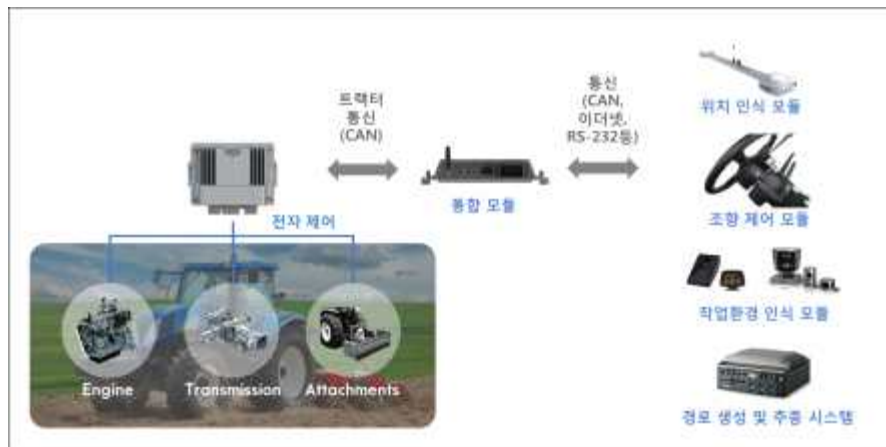 트랙터
통신
(CAN)
통신
(CAN,
이더넷,
RS-232등)
위치 인식 모듈
전자 제어
통합 모듈
조향 제어 모듈
작업환경 인식 모듈
Engine
Transmission
Attachments
경로 생성 및 추종 시스템